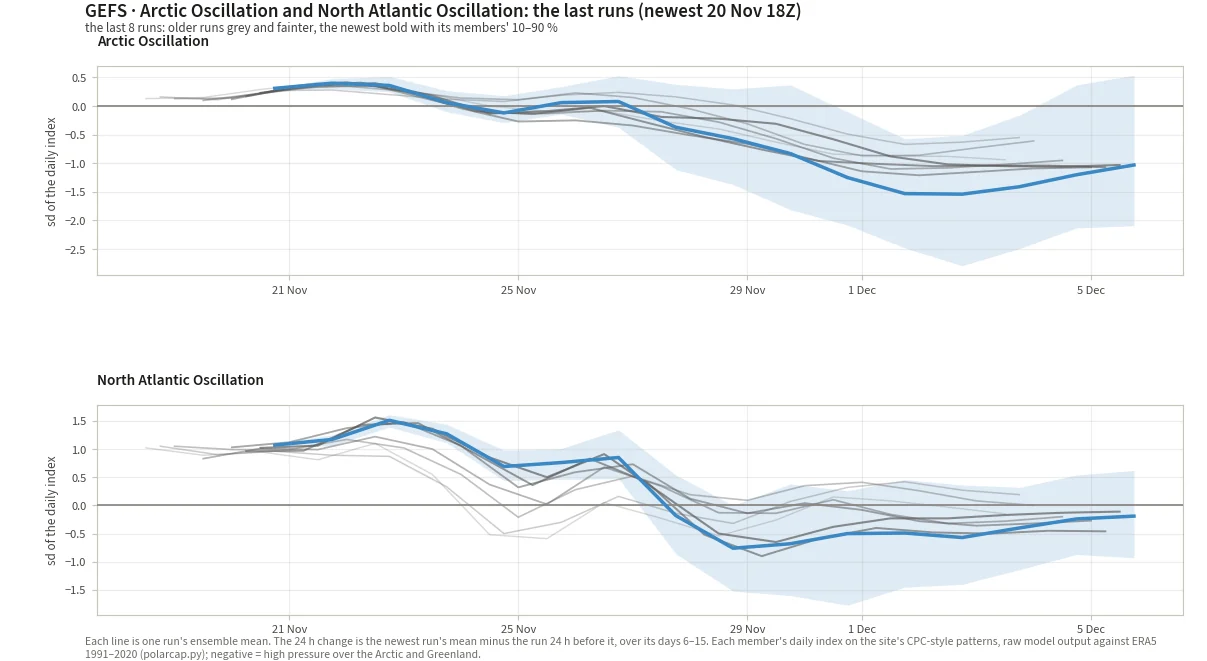 GEFS · Arctic Oscillation and North Atlantic Oscillation: the last runs (newest 20 Nov 18Z)
the last 8 runs: older runs grey and fainter, the newest bold with its members' 10–90 %
Arctic Oscillation
sd of the daily index
0.5
0.0
−0.5
−1.0
−1.5
−2.0
−2.5
21 Nov
25 Nov
29 Nov
1 Dec
5 Dec
North Atlantic Oscillation
sd of the daily index
1.5
1.0
0.5
0.0
−0.5
−1.0
−1.5
21 Nov
25 Nov
29 Nov
1 Dec
5 Dec
Each line is one run's ensemble mean. The 24 h change is the newest run's mean minus the run 24 h before it, over its days 6–15. Each member's daily index on the site's CPC-style patterns, raw model output against ERA5
1991–2020 (polarcap.py); negative = high pressure over the Arctic and Greenland.